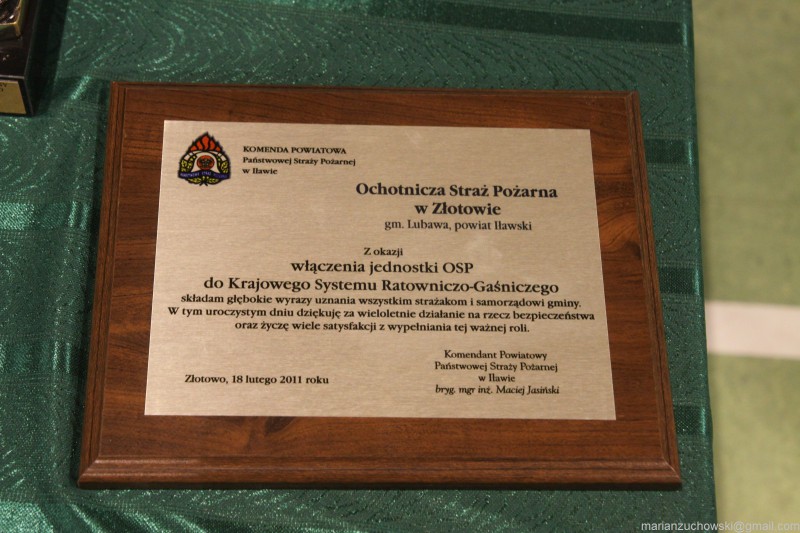 KOMENDA POWIATOWA
Państwowej Straży Pożarnej
w Iławie
Ochotnicza Straż Pożarna
w Złotowie
gm. Lubawa, powiat Iławski
Z okazji
włączenia jednostki OSP
do Krajowego Systemu Ratowniczo-Gaśniczego
składam głębokie wyrazy uznania wszystkim strażakom i samorządowi gminy.
W tym uroczystym dniu dziękuję za wieloletnie działanie na rzecz bezpieczeństwa
oraz życzę wiele satysfakcji z wypełniania tej ważnej roli.
Komendant Powiatowy
Państwowej Straży Pożarnej
w Iławie
bryg. mgr inż. Maciej Jasiński
Złotowo, 18 lutego 2011 roku
marianzuchowski@gmail.com